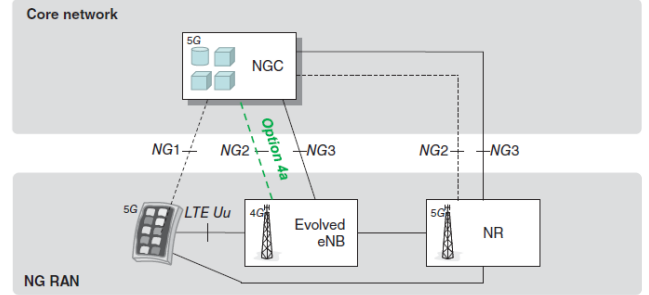 Core network
5G
NGC
Option 4a
NG1
NG2
NG3
NG2
NG3
5G
LTE Uu
4G
Evolved
eNB
5G
NR
NG RAN